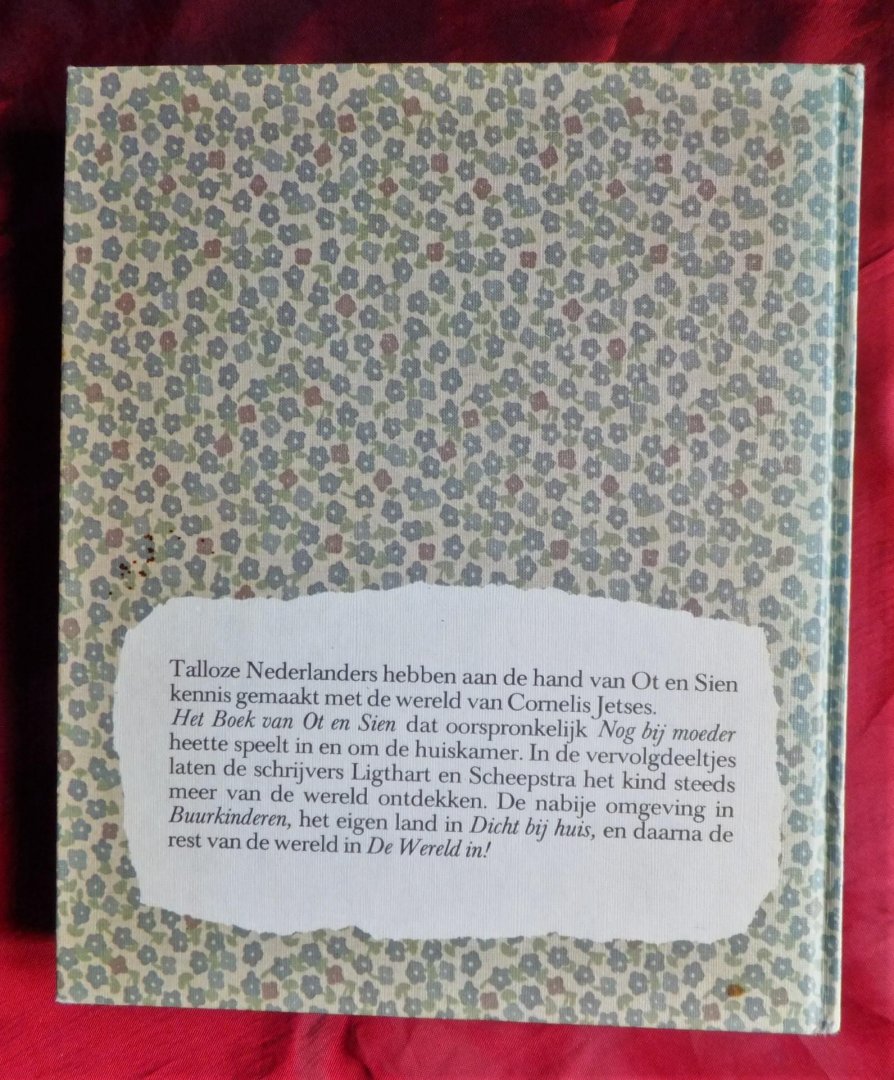 Talloze Nederlanders hebben aan de hand van Ot en Sien
kennis gemaakt met de wereld van Cornelis Jetses.
Het Boek van Ot en Sien dat oorspronkelijk Nog bij moeder
heette speelt in en om de huiskamer. In de vervolgdeeltjes
laten de schrijvers Ligthart en Scheepstra het kind steeds
meer van de wereld ontdekken. De nabije omgeving in
Buurkinderen, het eigen land in Dicht bij huis, en daarna de
rest van de wereld in De Wereld in!